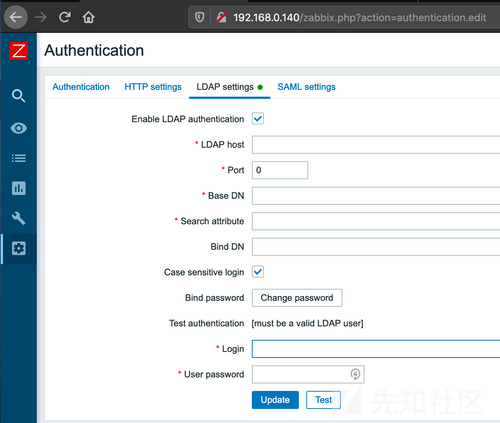 192.168.0.140/zabbix.php?action=authentication.edit
Z
Authentication
Authentication HTTP settings LDAP settings SAML settings
Enable LDAP authentication
* LDAP host
* Port 0
* Base DN
* Search attribute
Bind DN
Case sensitive login
Bind password Change password
Test authentication [must be a valid LDAP user]
* Login
* User password
Update Test
先知社区